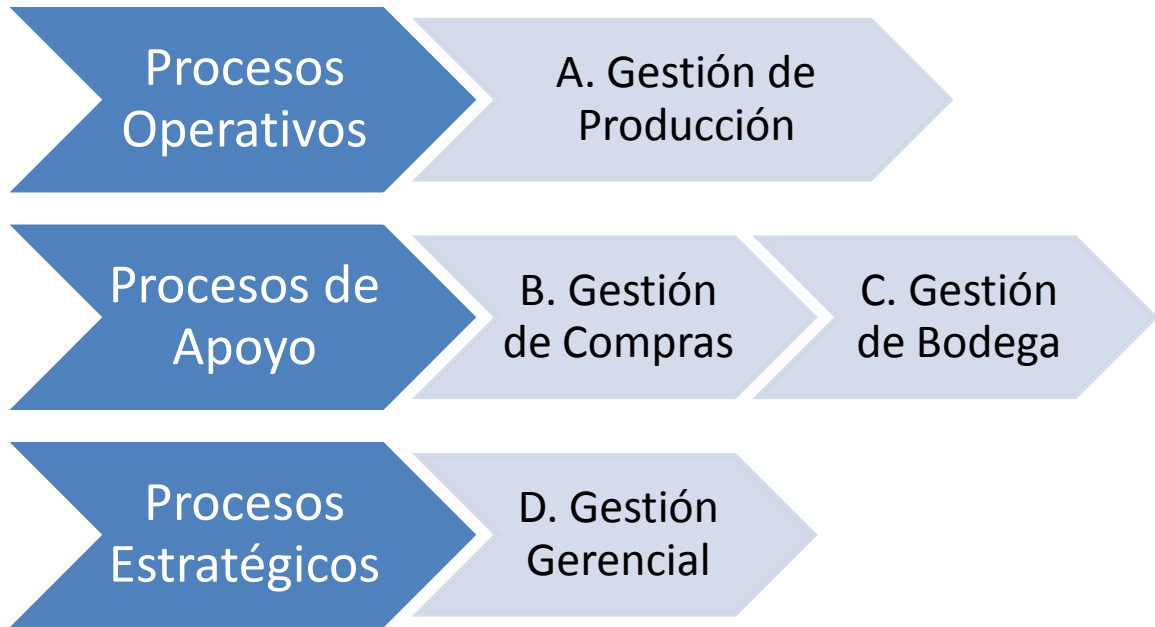 Procesos
Operativos
A. Gestión de
Producción
Procesos de
Apoyo
B. Gestión
de Compras
C. Gestión
de Bodega
Procesos
Estratégicos
D. Gestión
Gerencial